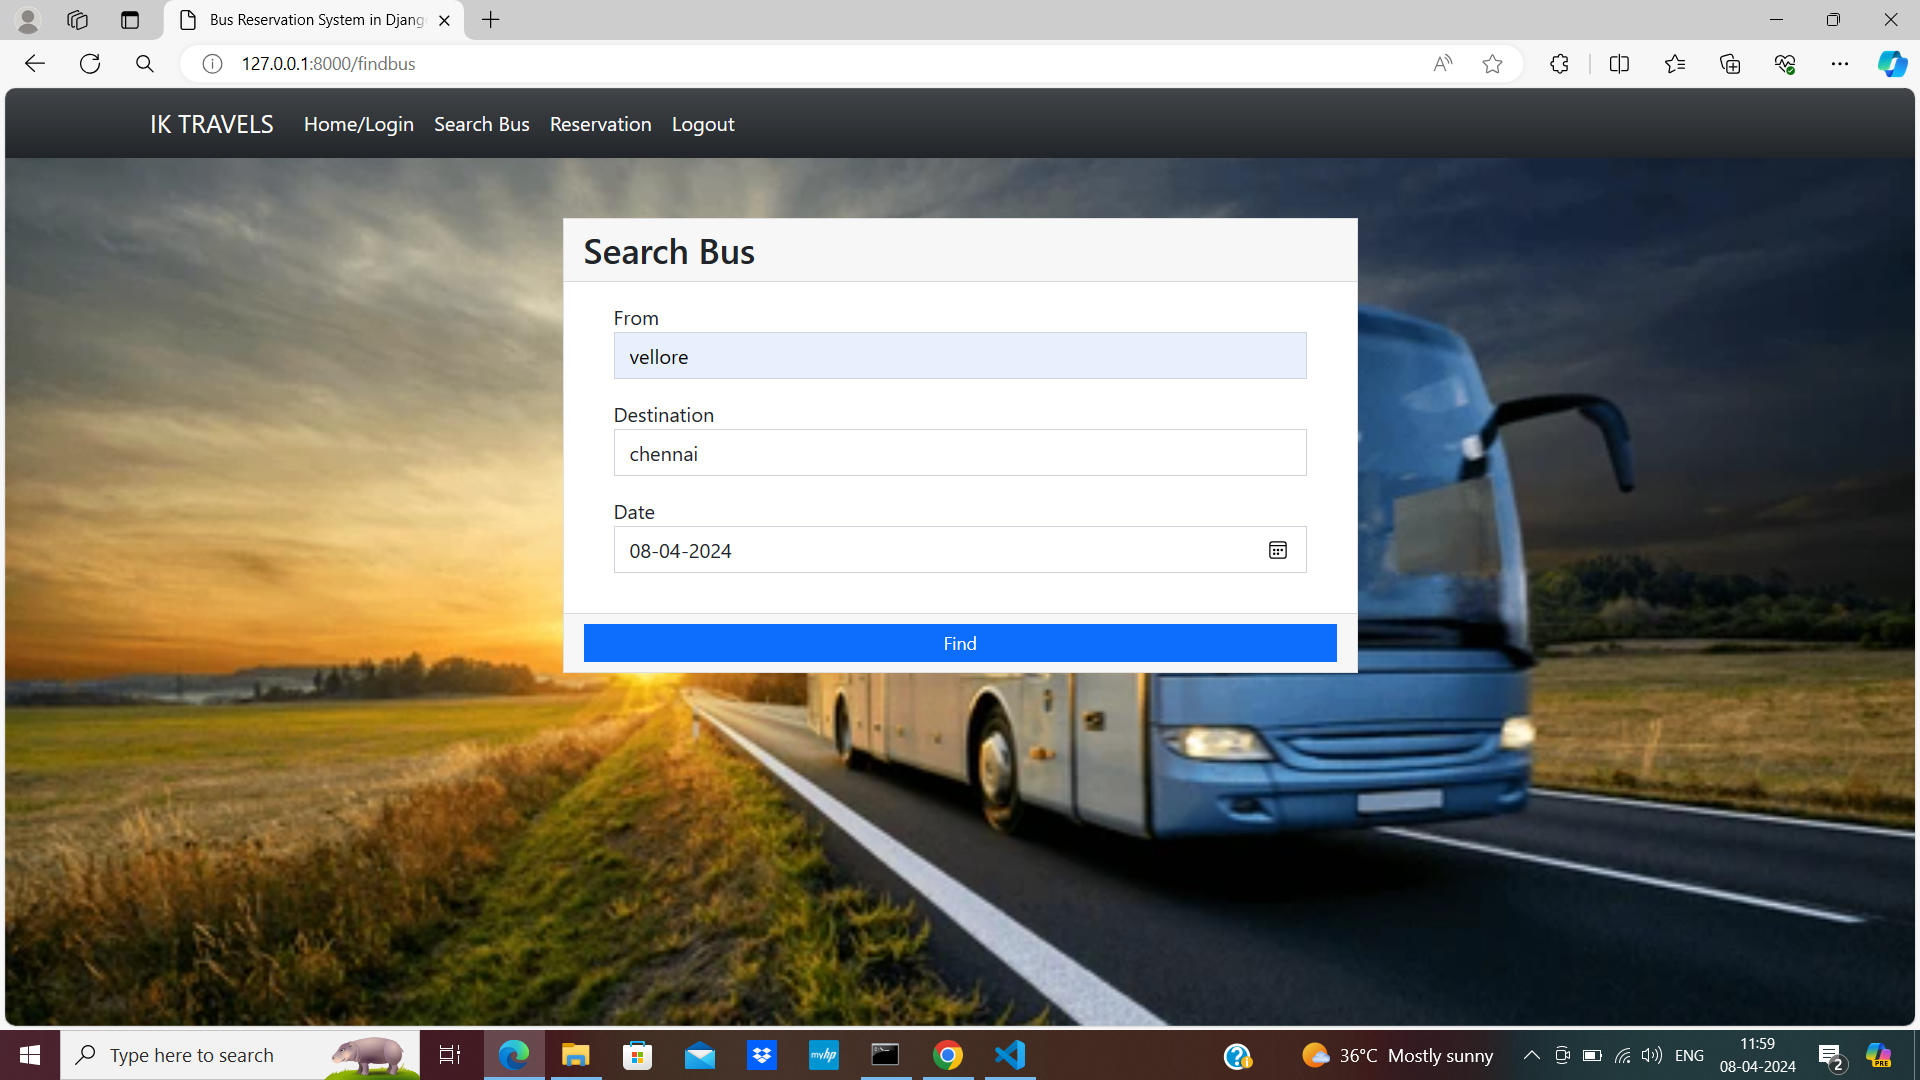 Bus Reservation System in Djang
127.0.0.1:8000/findbus
IK TRAVELS Home/Login Search Bus Reservation Logout
Search Bus
From
vellore
Destination
chennai
Date
08-04-2024
Find
Type here to search
myhp
36°C Mostly sunny
ENG
11:59
08-04-2024
2
PRE